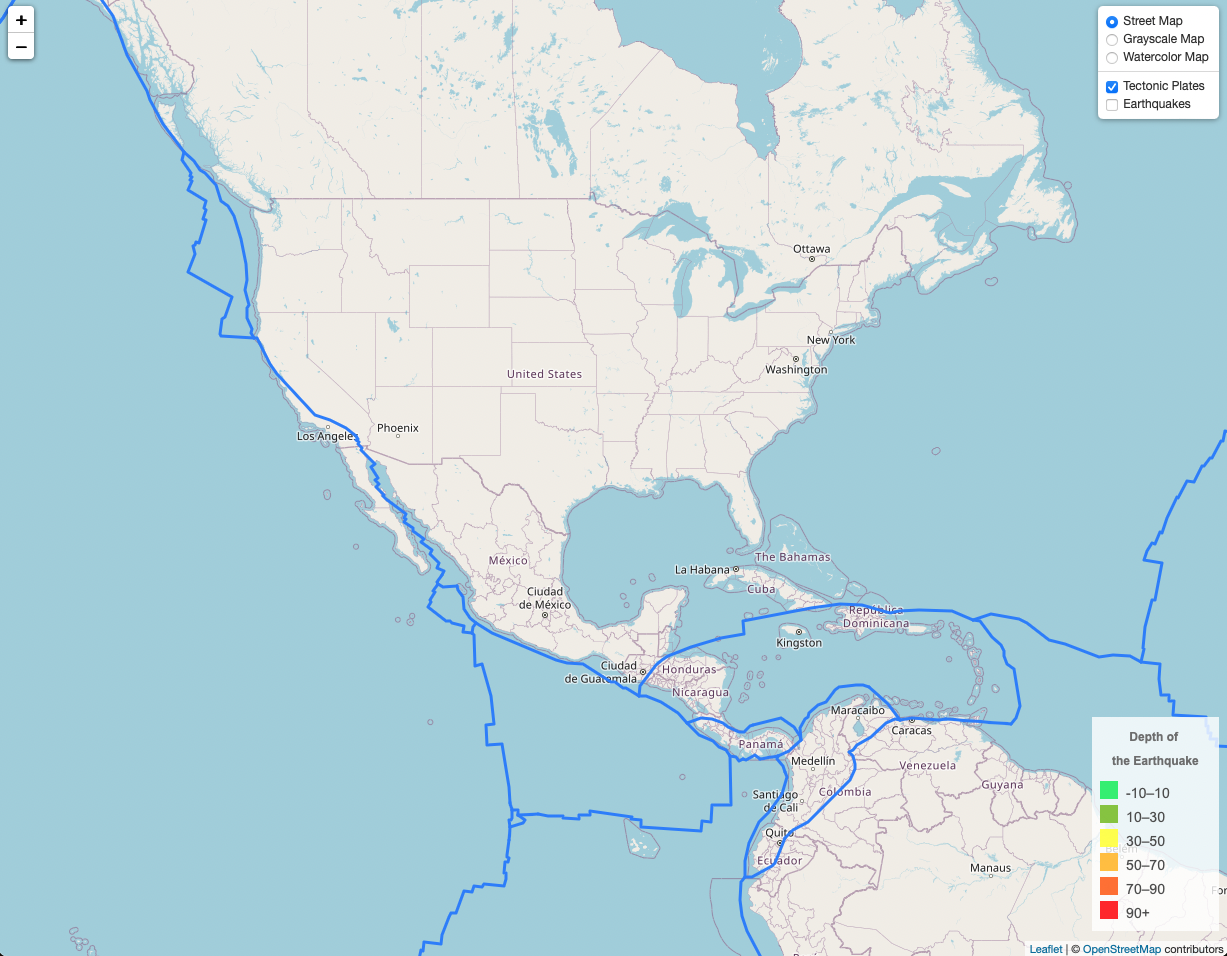 +
−
Street Map
Grayscale Map
Watercolor Map
Tectonic Plates
Earthquakes
Ottawa
New York
Washington
United States
Los Angeles
Phoenix
México
Ciudad
de México
La Habana
The Bahamas
Cuba
República
Dominicana
Kingston
Ciudad
de Guatemala
Honduras
Nicaragua
Maracaibo
Caracas
Panamá
Medellín
Venezuela
Guyana
Santiago
de Cali
Colombia
Quito
Ecuador
Manaus
Belém
For
Depth of
the Earthquake
-10–10
10–30
30–50
50–70
70–90
90+
Leaflet | © OpenStreetMap contributors